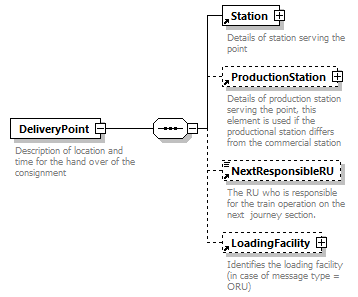 Station
Details of station serving the
point
ProductionStation
Details of production station
serving the point, this
element is used if the
productional station differs
from the commercial station
DeliveryPoint
Description of location and
time for the hand over of the
consignment
NextResponsibleRU
The RU who is responsible
for the train operation on the
next journey section.
LoadingFacility
Identifies the loading facility
(in case of message type =
ORU)